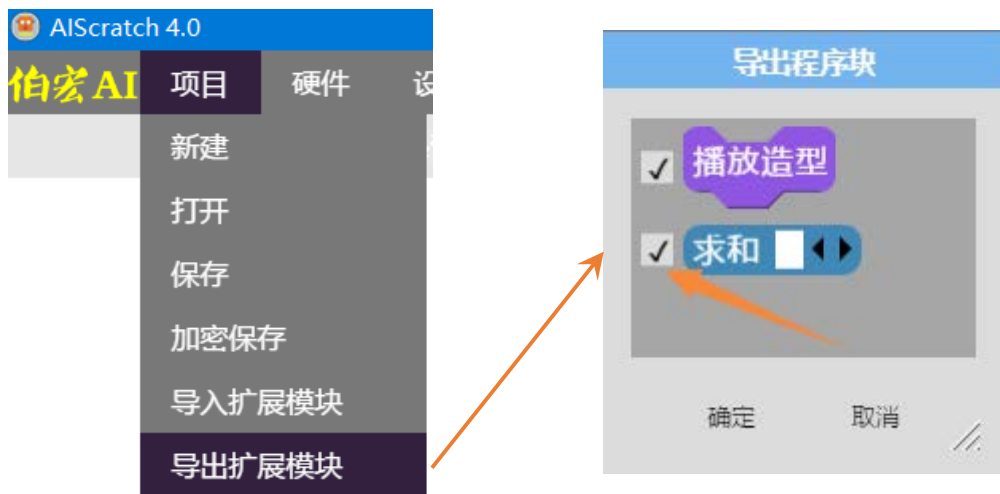 AIScratch 4.0
伯宏AI 项目 硬件
新建
打开
保存
加密保存
导入扩展模块
导出扩展模块
导出程序块
播放造型
求和
确定 取消